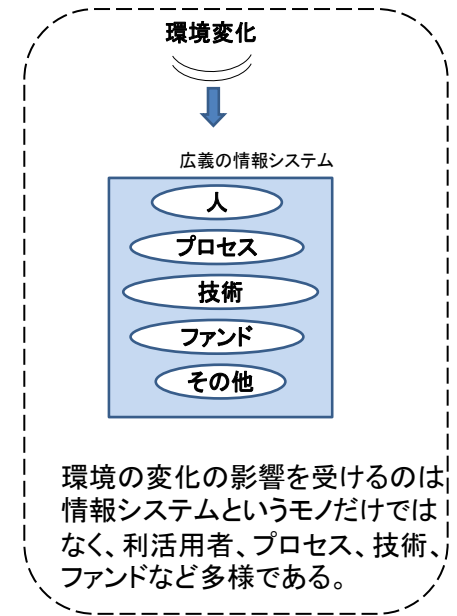 環境変化
広義の情報システム
人
プロセス
技術
ファンド
その他
環境の変化の影響を受けるのは
情報システムというモノだけでは
なく、利活用者、プロセス、技術、
ファンドなど多様である。